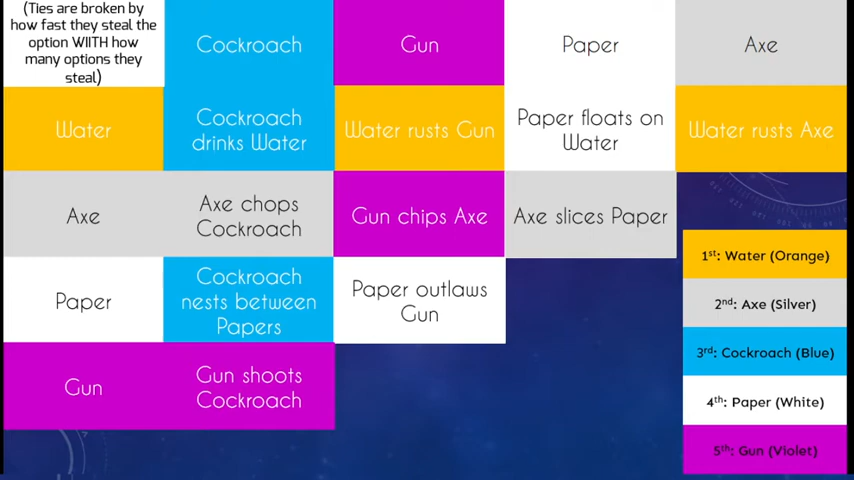 (Ties are broken by
how fast they steal the
option WIITH how
many options they
steal)
Cockroach
Gun
Paper
Axe
Water
Cockroach
drinks Water
Water rusts Gun
Paper floats on
Water
Water rusts Axe
Axe
Axe chops
Cockroach
Gun chips Axe
Axe slices Paper
Paper
Cockroach
nests between
Papers
Paper outlaws
Gun
Gun
Gun shoots
Cockroach
1st: Water (Orange)
2nd: Axe (Silver)
3rd: Cockroach (Blue)
4th: Paper (White)
5th: Gun (Violet)